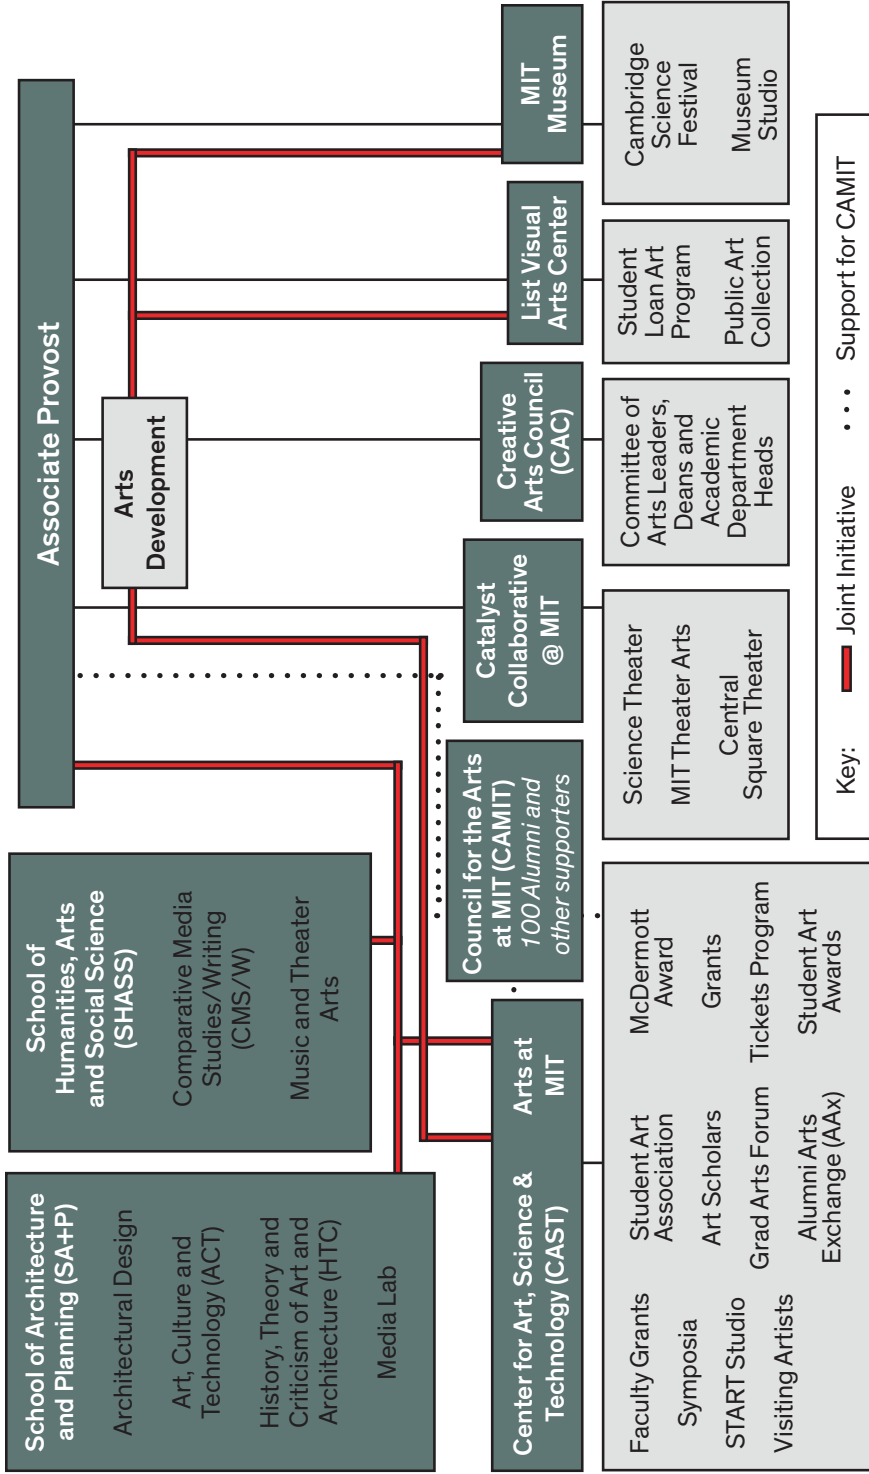 Associate Provost
School of Architecture
and Planning (SA+P)
Architectural Design
Art, Culture and
Technology (ACT)
History, Theory and
Criticism of Art and
Architecture (HTC)
Media Lab
School of
Humanities, Arts
and Social Science
(SHASS)
Comparative Media
Studies/Writing
(CMS/W)
Music and Theater
Arts
Arts
Development
Center for Art, Science &
Technology (CAST)
Arts at
MIT
Council for the Arts
at MIT (CAMIT)
100 Alumni and
other supporters
Catalyst
Collaborative
@ MIT
Creative
Arts Council
(CAC)
List Visual
Arts Center
MIT
Museum
Faculty Grants
Symposia
START Studio
Visiting Artists
Student Art
Association
Art Scholars
Grad Arts Forum
Alumni Arts
Exchange (AAx)
McDermott
Award
Grants
Tickets Program
Student Art
Awards
Science Theater
MIT Theater Arts
Central
Square Theater
Committee of
Arts Leaders,
Deans and
Academic
Department
Heads
Student
Loan Art
Program
Public Art
Collection
Cambridge
Science
Festival
Museum
Studio
Key: Joint Initiative ... Support for CAMIT